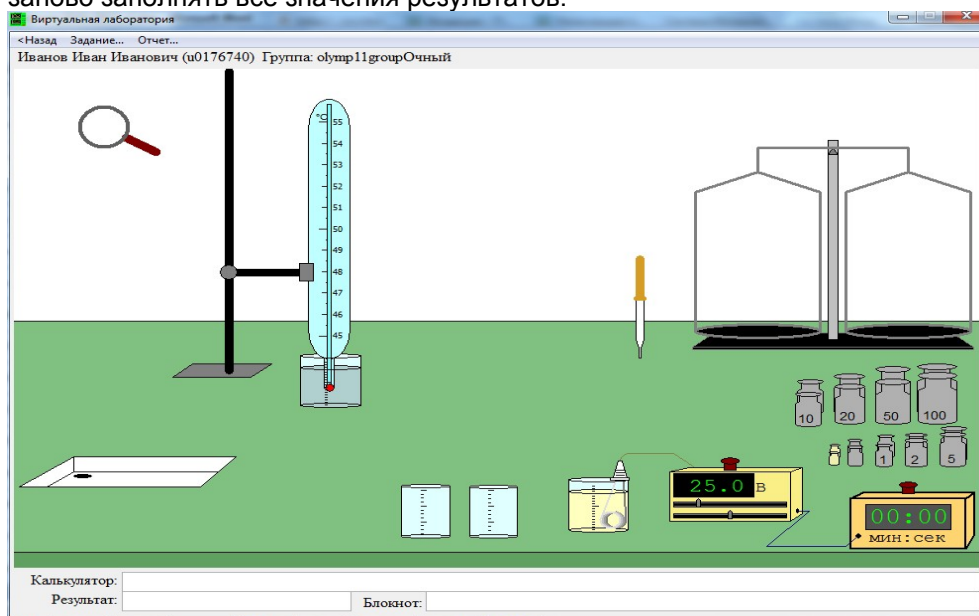 заново заполнять все значения результатов.
Виртуальная лаборатория
<Назад Задание... Отчет...
Иванов Иван Иванович (u0176740) Группа: olymp11groupОчный
°C
55
54
53
52
51
50
49
48
47
46
45
10 20 50 100
1 2 5
25.0 В
00:00
мин:сек
Калькулятор:
Результат: Блокнот: